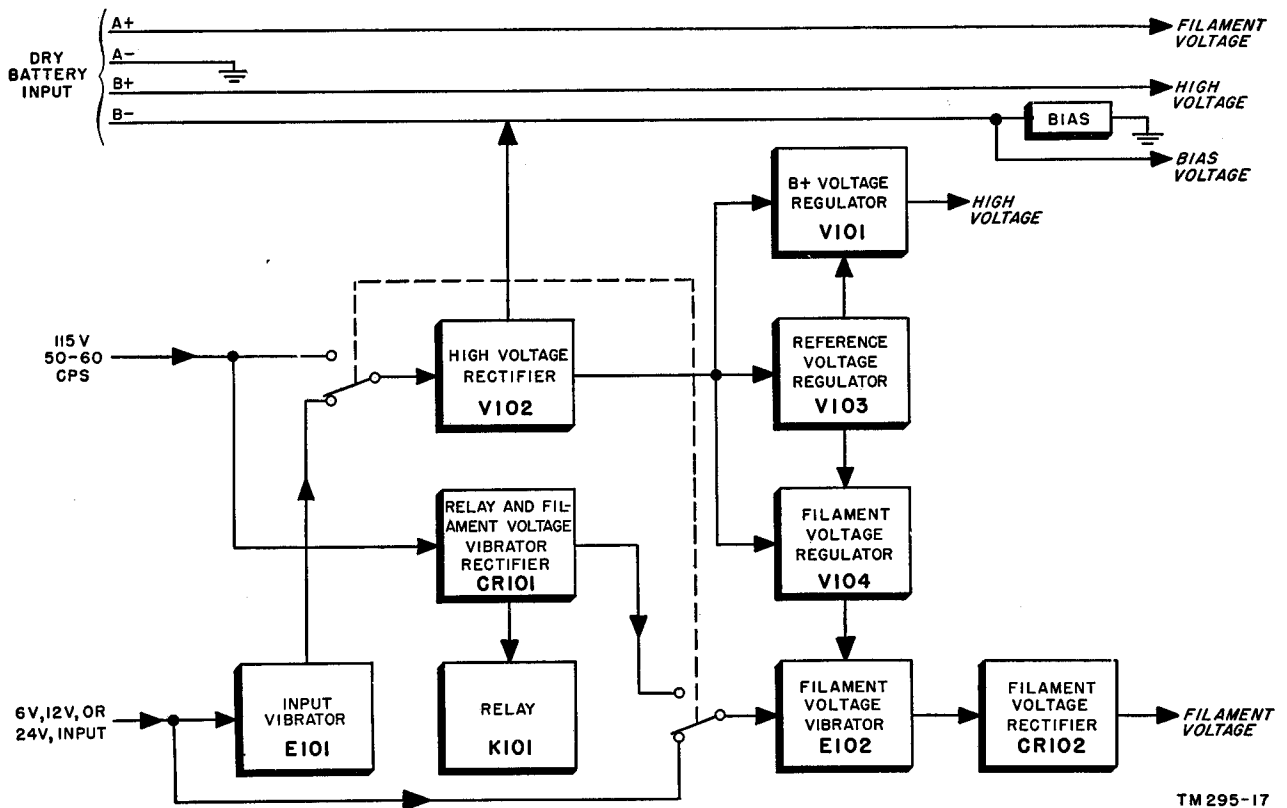 DRY
BATTERY
INPUT
A+
A-
B+
B-
FILAMENT
VOLTAGE
HIGH
VOLTAGE
BIAS
BIAS
VOLTAGE
B+ VOLTAGE
REGULATOR
V101
HIGH
VOLTAGE
115 V
50-60
CPS
HIGH VOLTAGE
RECTIFIER
V102
REFERENCE
VOLTAGE
REGULATOR
V103
RELAY AND FIL-
AMENT VOLTAGE
VIBRATOR
RECTIFIER
CR101
FILAMENT
VOLTAGE
REGULATOR
V104
6V, 12V, OR
24V, INPUT
INPUT
VIBRATOR
E101
RELAY
K101
FILAMENT
VOLTAGE
VIBRATOR
E102
FILAMENT
VOLTAGE
RECTIFIER
CR102
FILAMENT
VOLTAGE
TM 295-17